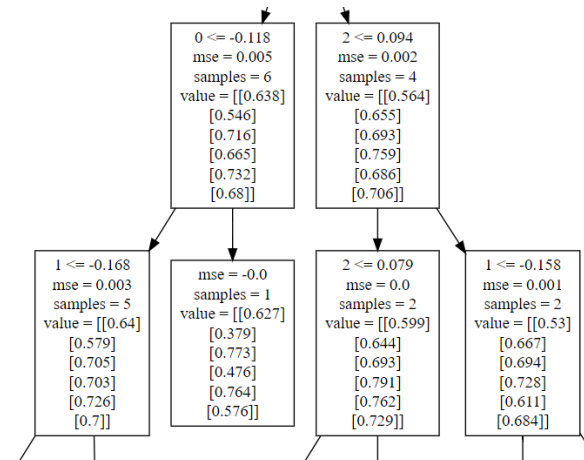 0 <= -0.118
mse = 0.005
samples = 6
value = [[0.638]
[0.546]
[0.716]
[0.665]
[0.732]
[0.68]]
2 <= 0.094
mse = 0.002
samples = 4
value = [[0.564]
[0.655]
[0.693]
[0.759]
[0.686]
[0.706]]
1 <= -0.168
mse = 0.003
samples = 5
value = [[0.64]
[0.579]
[0.705]
[0.703]
[0.726]
[0.7]]
mse = -0.0
samples = 1
value = [[0.627]
[0.379]
[0.773]
[0.476]
[0.764]
[0.576]]
2 <= 0.079
mse = 0.0
samples = 2
value = [[0.599]
[0.644]
[0.693]
[0.791]
[0.762]
[0.729]]
1 <= -0.158
mse = 0.001
samples = 2
value = [[0.53]
[0.667]
[0.694]
[0.728]
[0.611]
[0.684]]